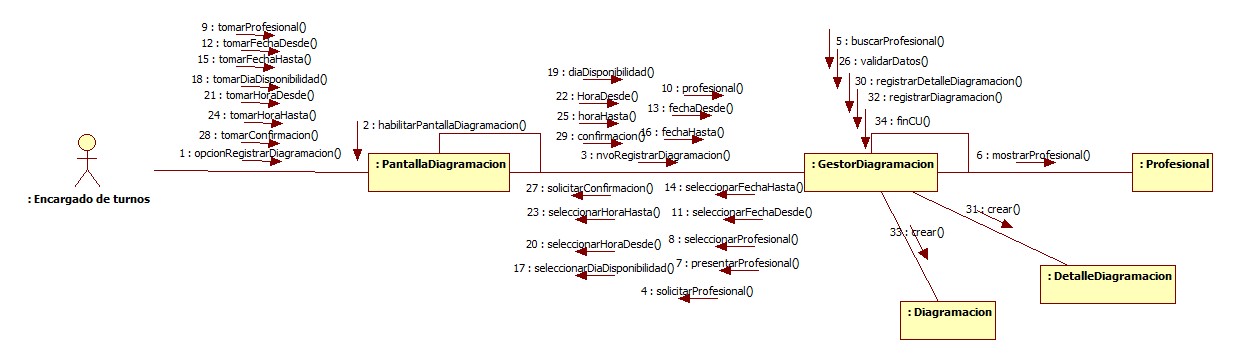 9 : tomarProfesional()
12 : tomarFechaDesde()
15 : tomarFechaHasta()
18 : tomarDiaDisponibilidad()
21 : tomarHoraDesde()
24 : tomarHoraHasta()
28 : tomarConfirmacion()
1 : opcionRegistrarDiagramacion()
2 : habilitarPantallaDiagramacion()
19 : diaDisponibilidad()
22 : HoraDesde()
25 : horaHasta()
29 : confirmacion()
10 : profesional()
13 : fechaDesde()
16 : fechaHasta()
3 : nvoRegistrarDiagramacion()
5 : buscarProfesional()
26 : validarDatos()
30 : registrarDetalleDiagramacion()
32 : registrarDiagramacion()
34 : finCU()
6 : mostrarProfesional()
: Encargado de turnos
: PantallaDiagramacion
: GestorDiagramacion
: Profesional
27 : solicitarConfirmacion()
23 : seleccionarHoraHasta()
20 : seleccionarHoraDesde()
17 : seleccionarDiaDisponibilidad()
14 : seleccionarFechaHasta()
11 : seleccionarFechaDesde()
8 : seleccionarProfesional()
7 : presentarProfesional()
4 : solicitarProfesional()
31 : crear()
33 : crear()
: DetalleDiagramacion
: Diagramacion